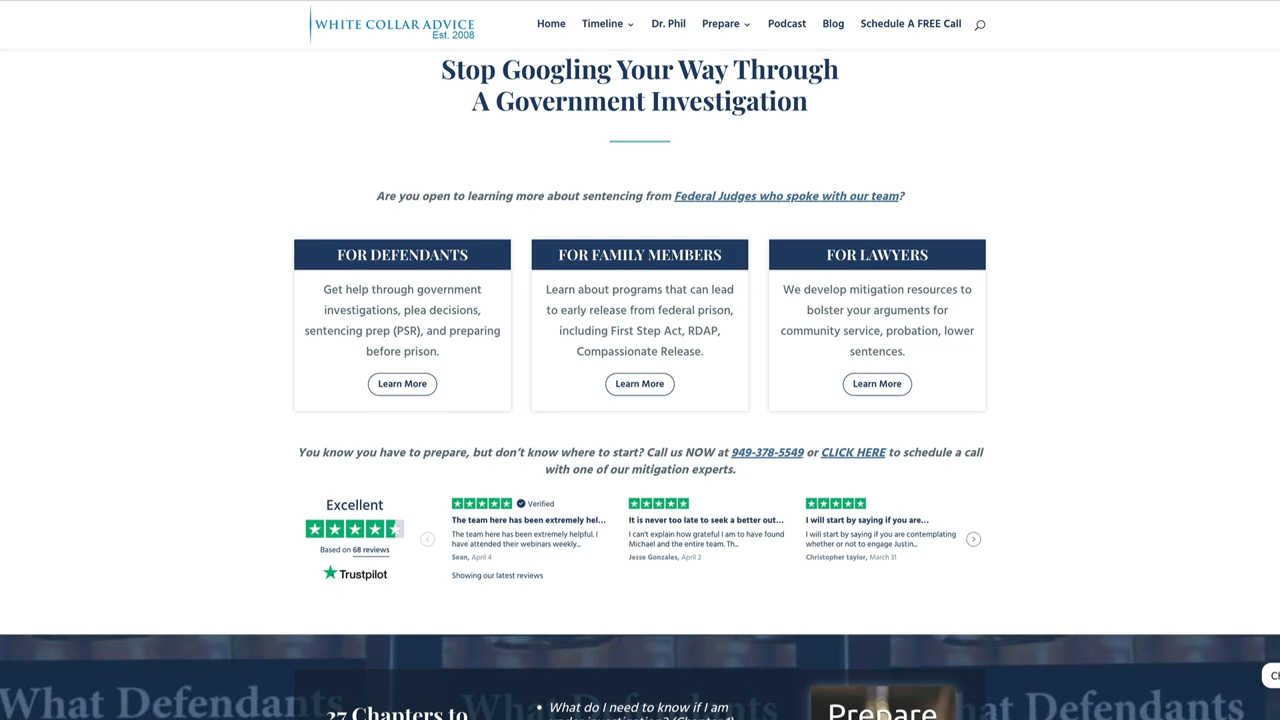 WHITE COLLAR ADVICE
Est. 2008
Home Timeline Dr. Phil Prepare Podcast Blog Schedule A FREE Call
Stop Googling Your Way Through
A Government Investigation
Are you open to learning more about sentencing from Federal Judges who spoke with our team?
FOR DEFENDANTS
Get help through government
investigations, plea decisions,
sentencing prep (PSR), and preparing
before prison.
Learn More
FOR FAMILY MEMBERS
Learn about programs that can lead
to early release from federal prison,
including First Step Act, RDAP,
Compassionate Release.
Learn More
FOR LAWYERS
We develop mitigation resources to
bolster your arguments for
community service, probation, lower
sentences.
Learn More
You know you have to prepare, but don't know where to start? Call us NOW at 949-378-5549 or CLICK HERE to schedule a call
with one of our mitigation experts.
Excellent
Based on 68 reviews
Trustpilot
Verified
The team here has been extremely hel...
The team here has been extremely helpful. I
have attended their webinars weekly...
Sean, April 4
Showing our latest reviews
It is never too late to seek a better out...
I can't explain how grateful I am to have found
Michael and the entire team. Th...
Jesse Gonzales, April 2
I will start by saying if you are...
I will start by saying if you are contemplating
whether or not to engage Justin...
Christopher taylor, March 31
What Defendants
27 Chapters to
• What do I need to know if I am
Prepare
at Defendants